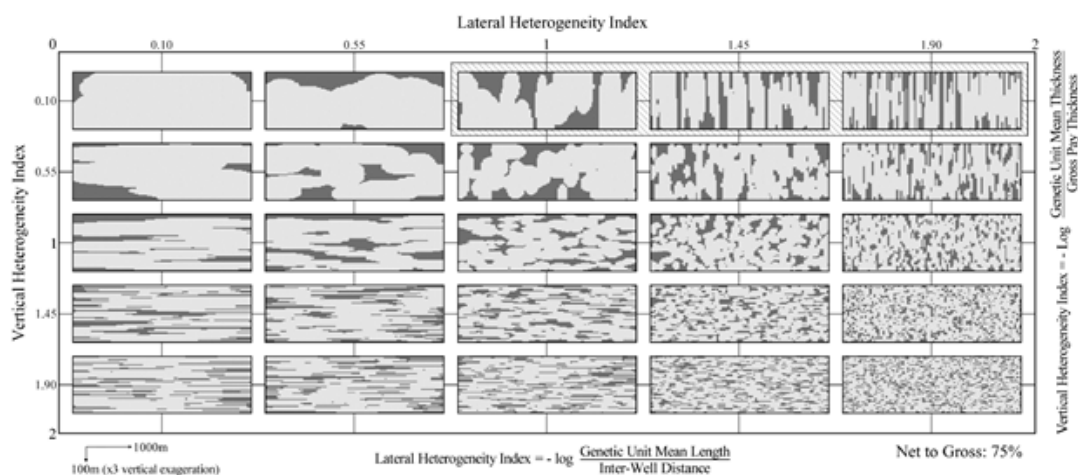 Lateral Heterogeneity Index
0 0.10 0.55 1 1.45 1.90 2
0.10
0.55
1
1.45
1.90
2
Vertical Heterogeneity Index
Vertical Heterogeneity Index = - Log Genetic Unit Mean Thickness
Gross Pay Thickness
1000m
100m (x3 vertical exageration)
Lateral Heterogeneity Index = - log Genetic Unit Mean Length
Inter-Well Distance
Net to Gross: 75%